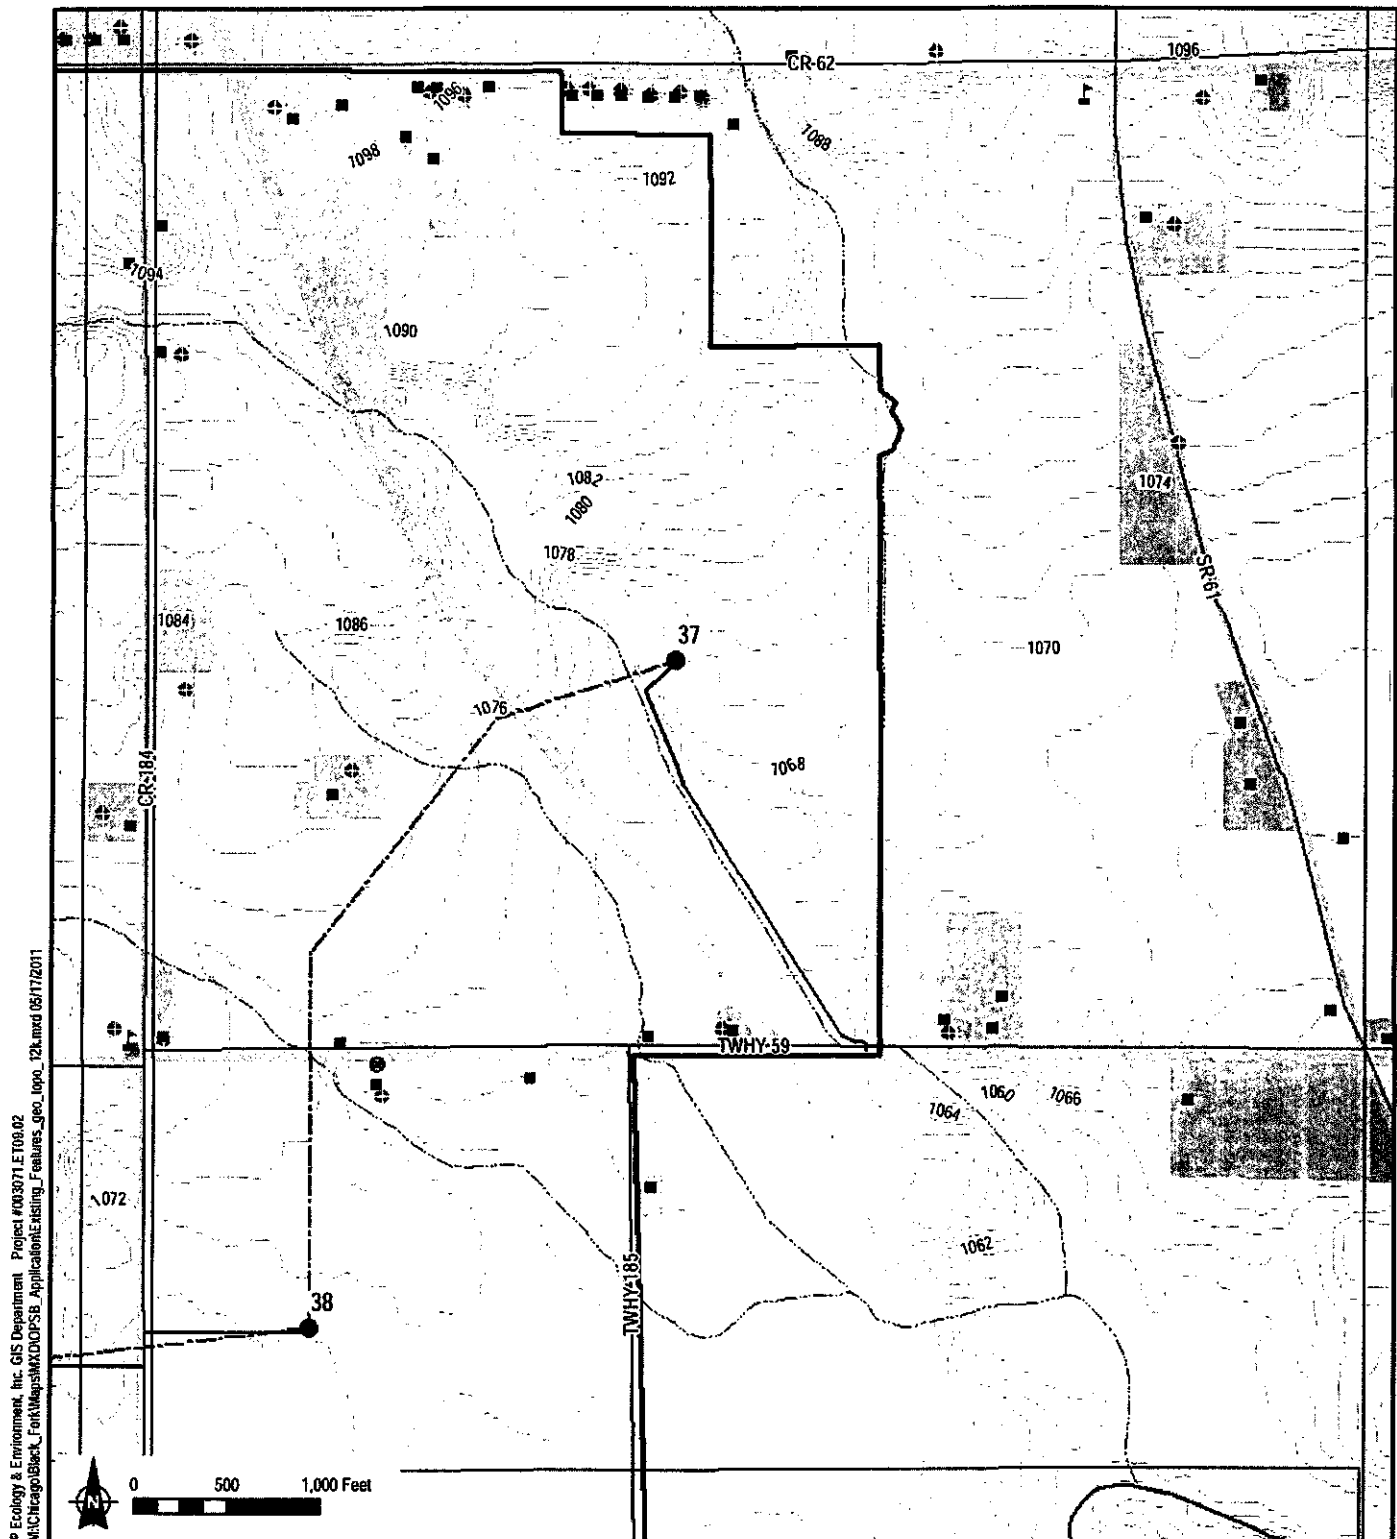 1096
CR-62
1096
1088
1098
1092
1094
1090
1082
1080
1074
1078
SR-61
1084
1086
37
1070
1076
1068
CR-184
TWHY-59
1060
1066
1064
1072
1062
TWHY-185
38
N
0 500 1,000 Feet
© Ecology & Environment, Inc. GIS Department Project #003071.ET09.02
M:\Chicago\Black_Fork\Maps\MXD\OPSB_Application\Existing_Features_geo_topo_12k.mxd 05/17/2011